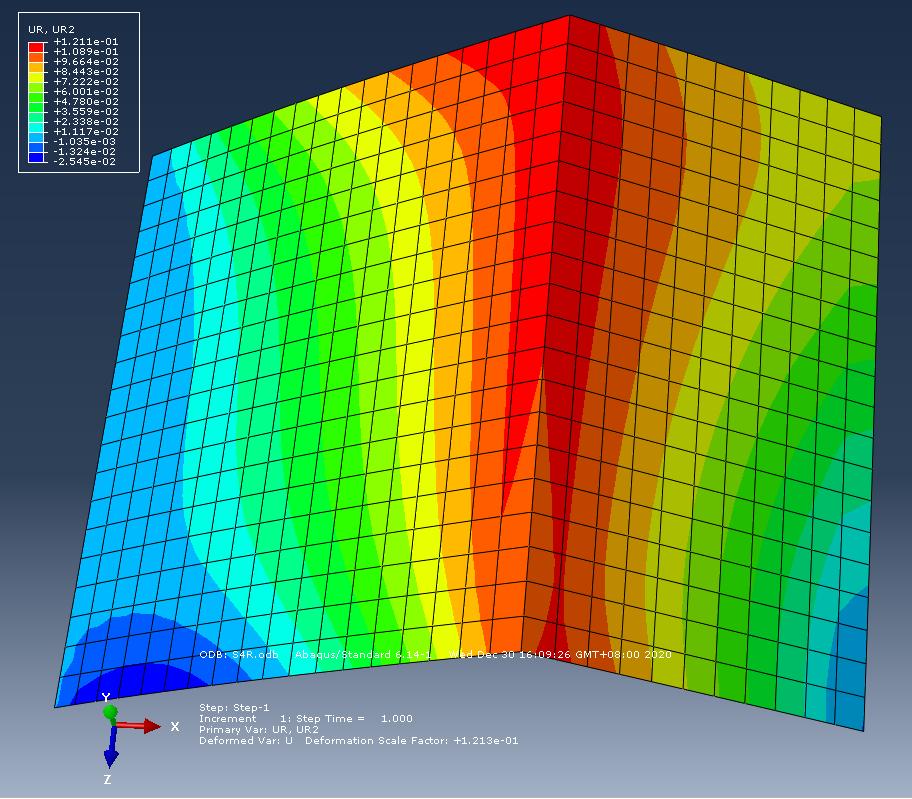 UR, UR2
+1.211e-01
+1.089e-01
+9.664e-02
+8.443e-02
+7.222e-02
+6.001e-02
+4.780e-02
+3.559e-02
+2.338e-02
+1.117e-02
-1.035e-03
-1.324e-02
-2.545e-02
ODB: S4R.odb Abaqus/Standard 6.14-1 Wed Dec 30 16:09:26 GMT+08:00 2020
Y
X
Z
Step: Step-1
Increment 1: Step Time = 1.000
Primary Var: UR, UR2
Deformed Var: U Deformation Scale Factor: +1.213e-01